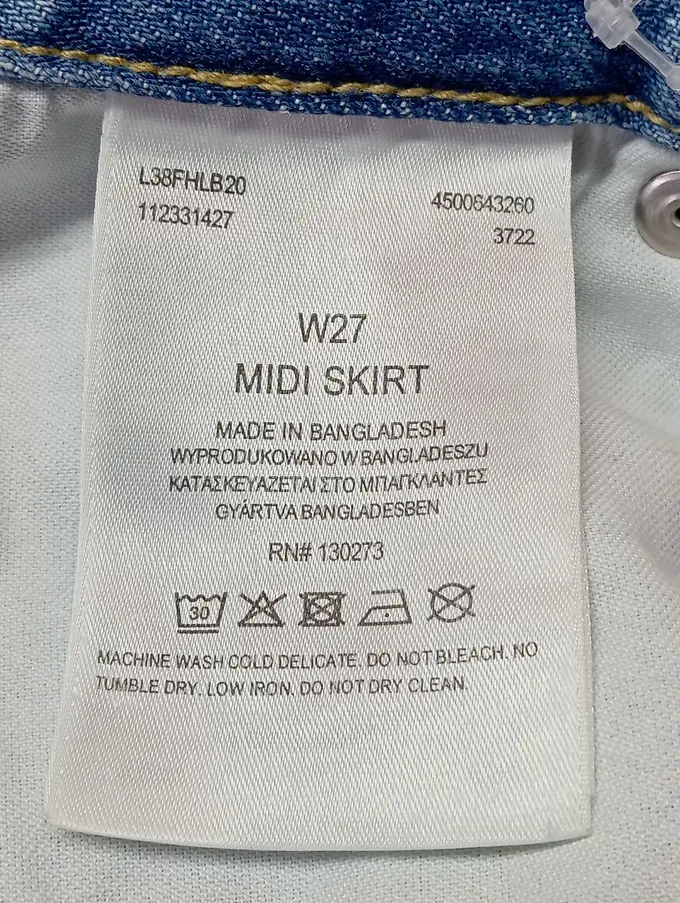 L38FHLB20
112331427
4500643260
3722
W27
MIDI SKIRT
MADE IN BANGLADESH
WYPRODUKOWANO W BANGLADESZU
ΚΑΤΑΣΚΕΥΑΖΕΤΑΙ ΣΤΟ ΜΠΑΓΚΛΑΝΤΕΣ
GYÁRTVA BANGLADESBEN
RN# 130273
30
MACHINE WASH COLD DELICATE. DO NOT BLEACH. NO
TUMBLE DRY. LOW IRON. DO NOT DRY CLEAN.